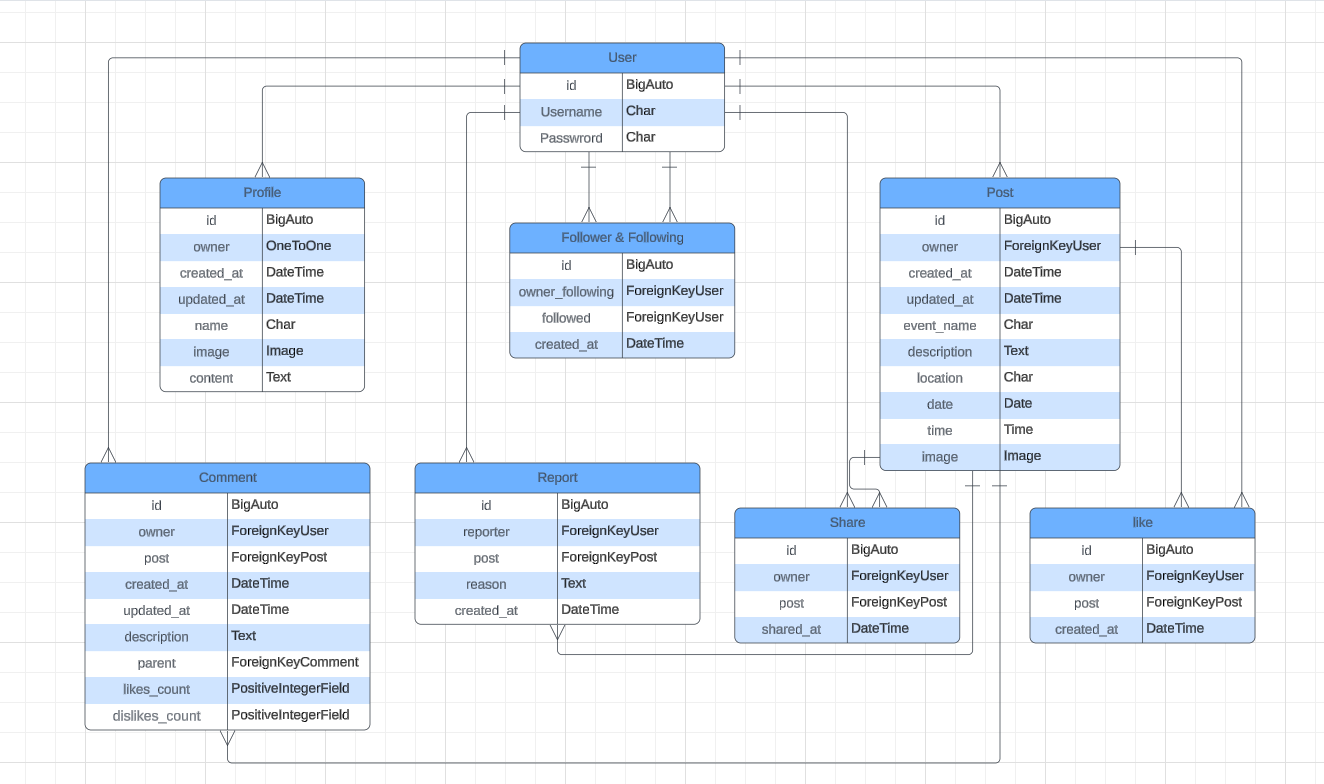 User
id BigAuto
Username Char
Passwrord Char
Profile
id BigAuto
owner OneToOne
created_at DateTime
updated_at DateTime
name Char
image Image
content Text
Follower & Following
id BigAuto
owner_following ForeignKeyUser
followed ForeignKeyUser
created_at DateTime
Post
id BigAuto
owner ForeignKeyUser
created_at DateTime
updated_at DateTime
event_name Char
description Text
location Char
date Date
time Time
image Image
Comment
id BigAuto
owner ForeignKeyUser
post ForeignKeyPost
created_at DateTime
updated_at DateTime
description Text
parent ForeignKeyComment
likes_count PositiveIntegerField
dislikes_count PositiveIntegerField
Report
id BigAuto
reporter ForeignKeyUser
post ForeignKeyPost
reason Text
created_at DateTime
Share
id BigAuto
owner ForeignKeyUser
post ForeignKeyPost
shared_at DateTime
like
id BigAuto
owner ForeignKeyUser
post ForeignKeyPost
created_at DateTime